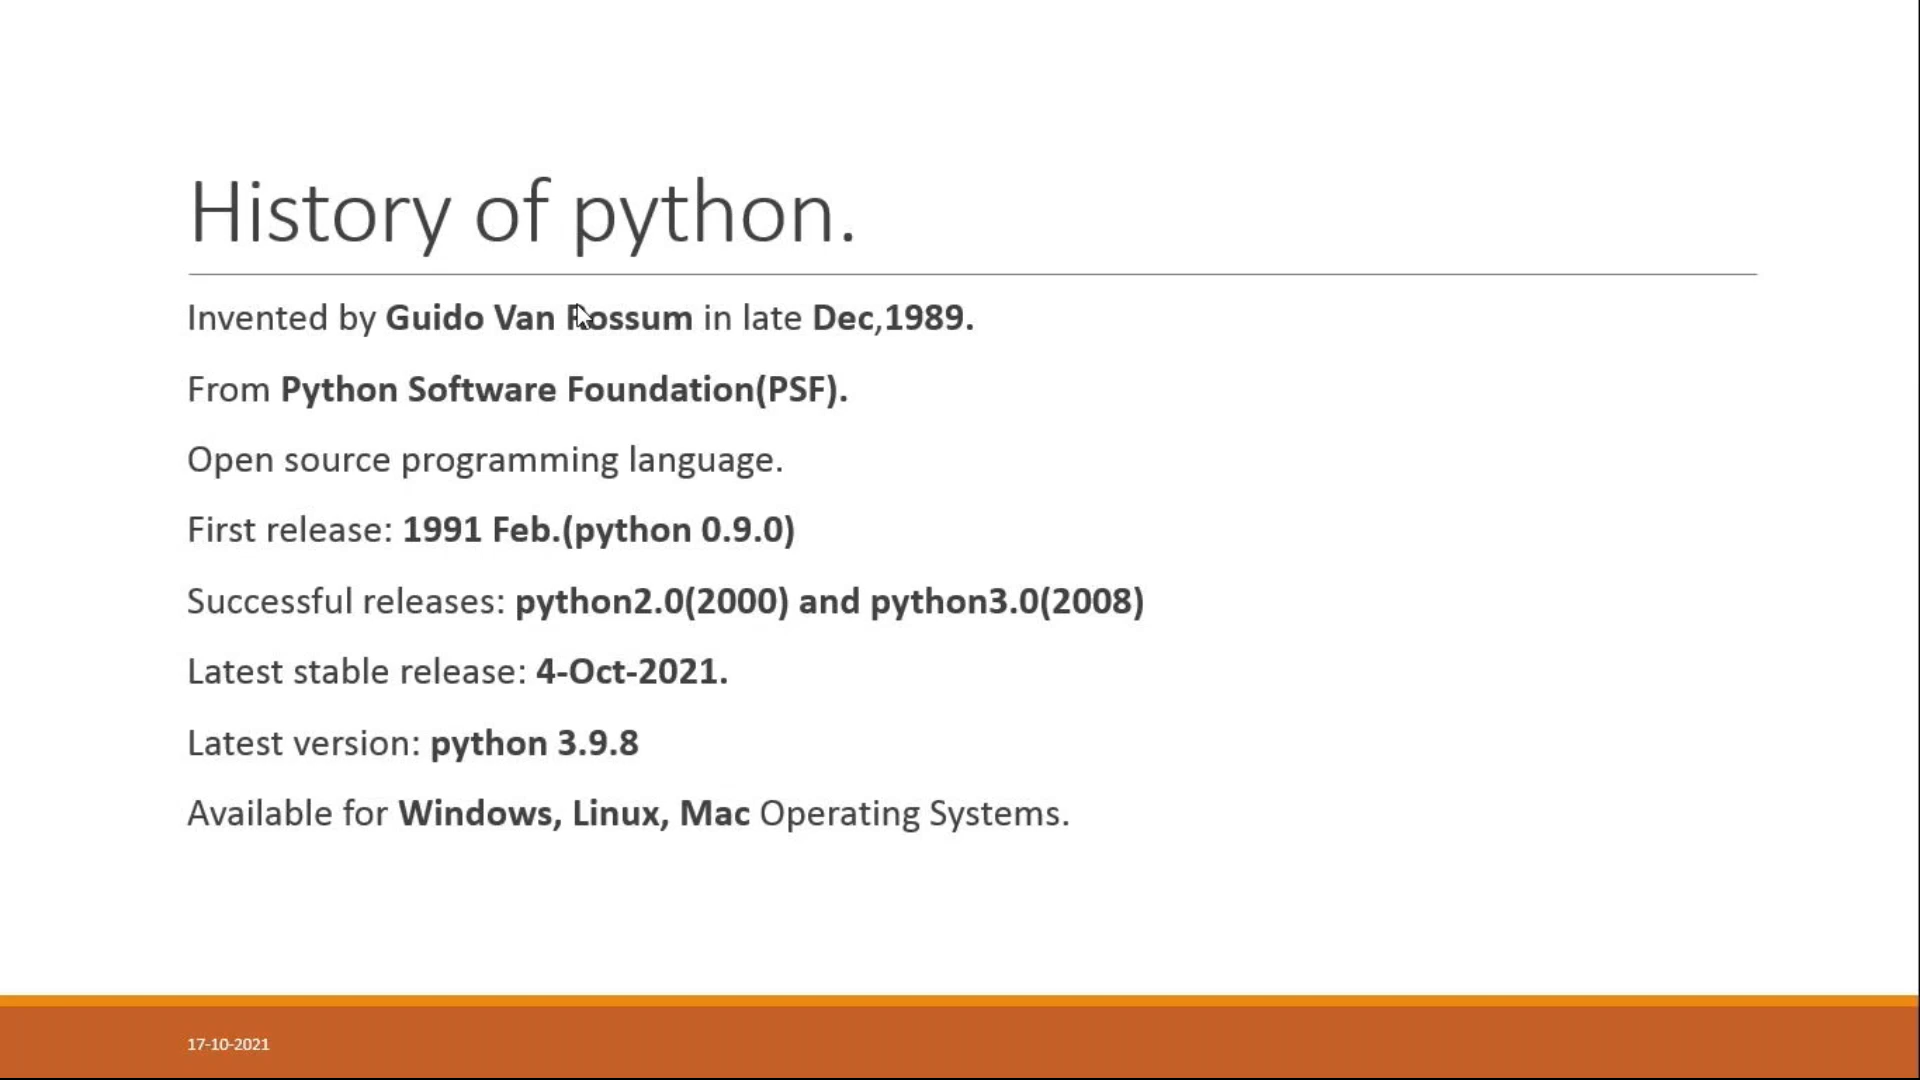 History of python.
Invented by Guido Van Rossum in late Dec,1989.
From Python Software Foundation(PSF).
Open source programming language.
First release: 1991 Feb.(python 0.9.0)
Successful releases: python2.0(2000) and python3.0(2008)
Latest stable release: 4-Oct-2021.
Latest version: python 3.9.8
Available for Windows, Linux, Mac Operating Systems.
17-10-2021